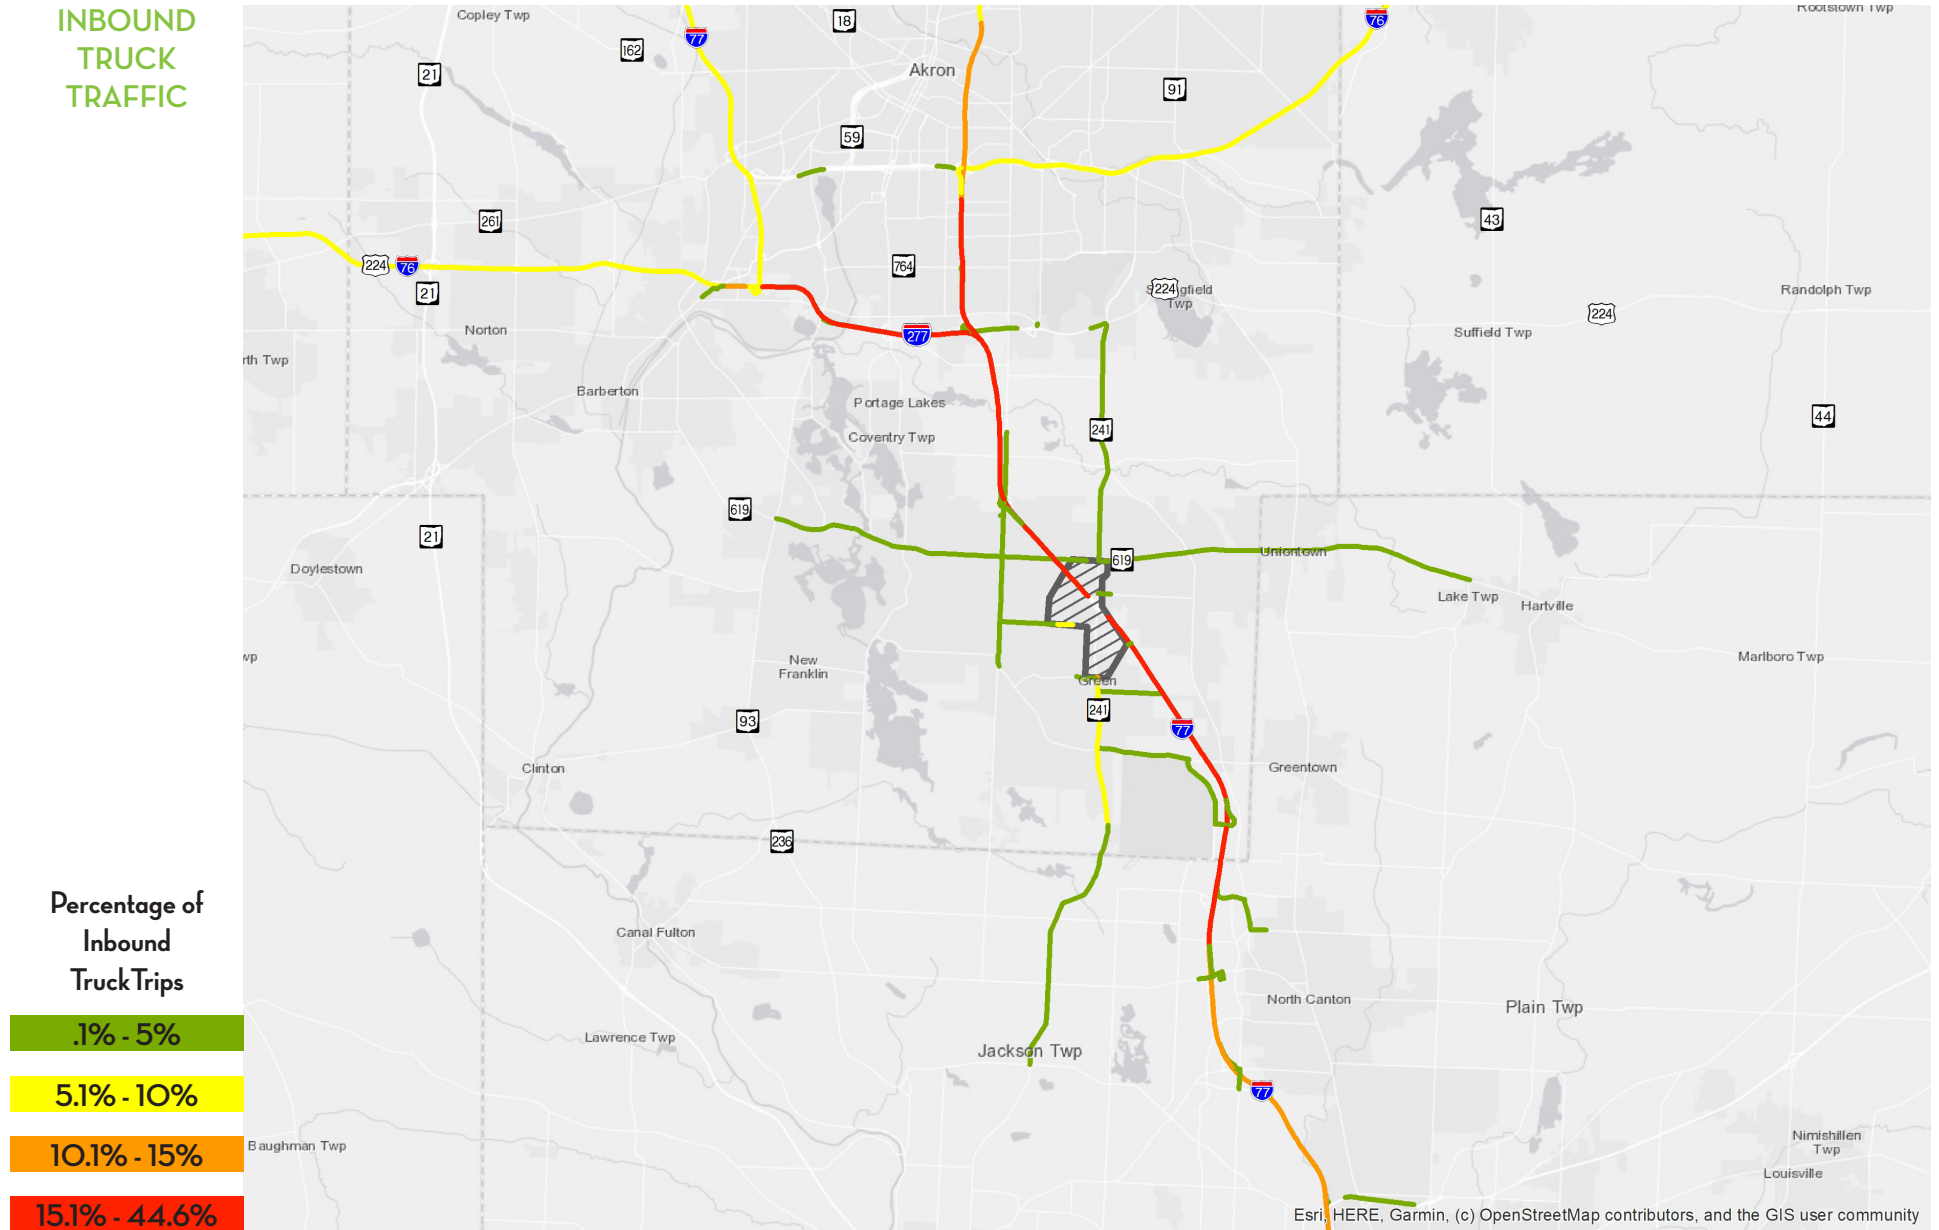 INBOUND
TRUCK
TRAFFIC
Copley Twp
18
76
Rootstown Twp
77
162
21
Akron
91
59
261
43
224
76
764
21
224
Springfield
Twp
Randolph Twp
224
Norton
277
Suffield Twp
rth Twp
Barberton
Portage Lakes
44
241
Coventry Twp
619
21
Uniontown
619
Doylestown
Lake Twp
Hartville
wp
New
Franklin
Marlboro Twp
Green
241
93
77
Clinton
Greentown
236
Percentage of
Inbound
Truck Trips
Canal Fulton
North Canton
Plain Twp
.1% - 5%
Lawrence Twp
Jackson Twp
5.1% - 10%
77
Baughman Twp
Nimishillen
Twp
10.1% - 15%
Louisville
15.1% - 44.6%
Esri, HERE, Garmin, (c) OpenStreetMap contributors, and the GIS user community